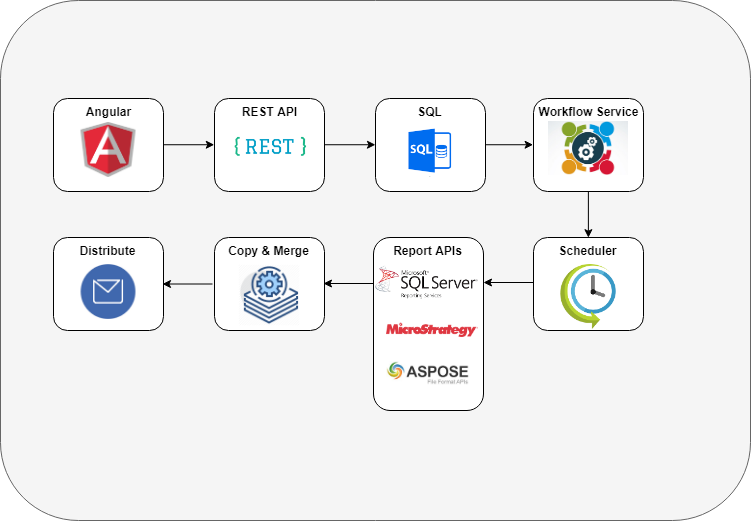 Angular
REST API
SQL
Workflow Service
{ REST }
SQL
Distribute
Copy & Merge
Report APIs
Scheduler
Microsoft
SQL Server
Reporting Services
MicroStrategy
ASPOSE
File Format APIs